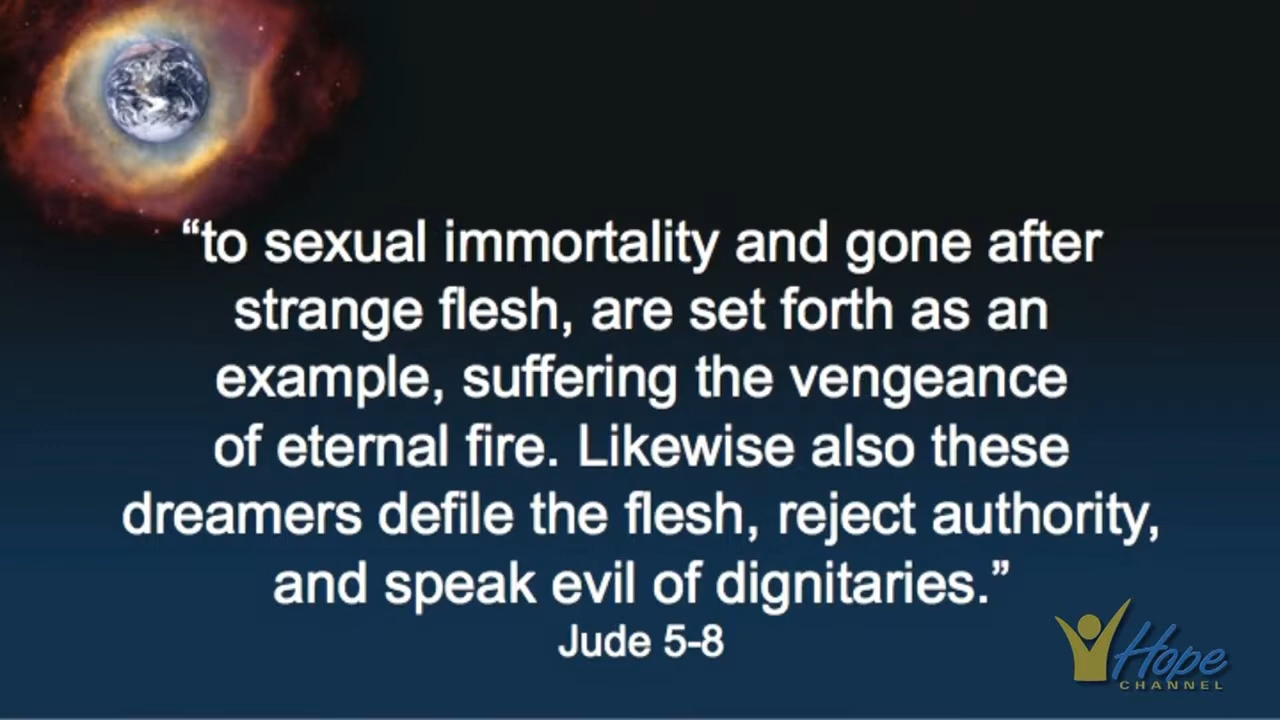 “to sexual immortality and gone after
strange flesh, are set forth as an
example, suffering the vengeance
of eternal fire. Likewise also these
dreamers defile the flesh, reject authority,
and speak evil of dignitaries.”
Jude 5-8
Hope
CHANNEL